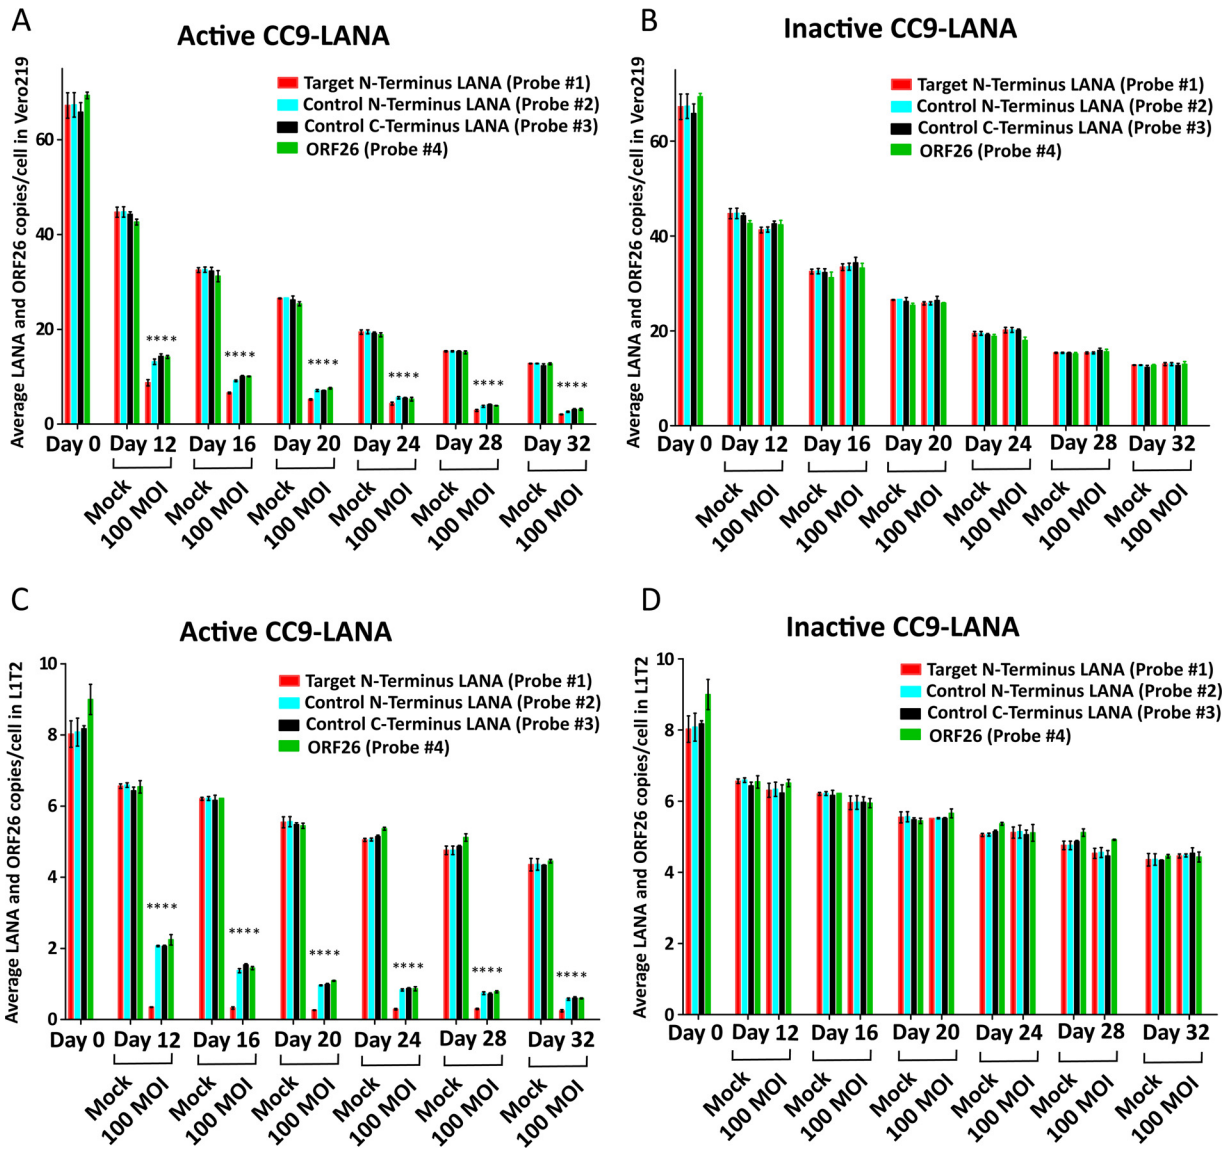 A
Active CC9-LANA
Average LANA and ORF26 copies/cell in Vero219
Target N-Terminus LANA (Probe #1)
Control N-Terminus LANA (Probe #2)
Control C-Terminus LANA (Probe #3)
ORF26 (Probe #4)
60
40
20
0
**** **** **** **** **** ****
Day 0 Day 12 Day 16 Day 20 Day 24 Day 28 Day 32
Mock 100 MOI Mock 100 MOI Mock 100 MOI Mock 100 MOI Mock 100 MOI Mock 100 MOI
B
Inactive CC9-LANA
Average LANA and ORF26 copies/cell in Vero219
Target N-Terminus LANA (Probe #1)
Control N-Terminus LANA (Probe #2)
Control C-Terminus LANA (Probe #3)
ORF26 (Probe #4)
60
40
20
0
Day 0 Day 12 Day 16 Day 20 Day 24 Day 28 Day 32
Mock 100 MOI Mock 100 MOI Mock 100 MOI Mock 100 MOI Mock 100 MOI Mock 100 MOI
C
Active CC9-LANA
Average LANA and ORF26 copies/cell in L1T2
Target N-Terminus LANA (Probe #1)
Control N-Terminus LANA (Probe #2)
Control C-Terminus LANA (Probe #3)
ORF26 (Probe #4)
10
8
6
4
2
0
**** **** **** **** **** ****
Day 0 Day 12 Day 16 Day 20 Day 24 Day 28 Day 32
Mock 100 MOI Mock 100 MOI Mock 100 MOI Mock 100 MOI Mock 100 MOI Mock 100 MOI
D
Inactive CC9-LANA
Average LANA and ORF26 copies/cell in L1T2
Target N-Terminus LANA (Probe #1)
Control N-Terminus LANA (Probe #2)
Control C-Terminus LANA (Probe #3)
ORF26 (Probe #4)
10
8
6
4
2
0
Day 0 Day 12 Day 16 Day 20 Day 24 Day 28 Day 32
Mock 100 MOI Mock 100 MOI Mock 100 MOI Mock 100 MOI Mock 100 MOI Mock 100 MOI